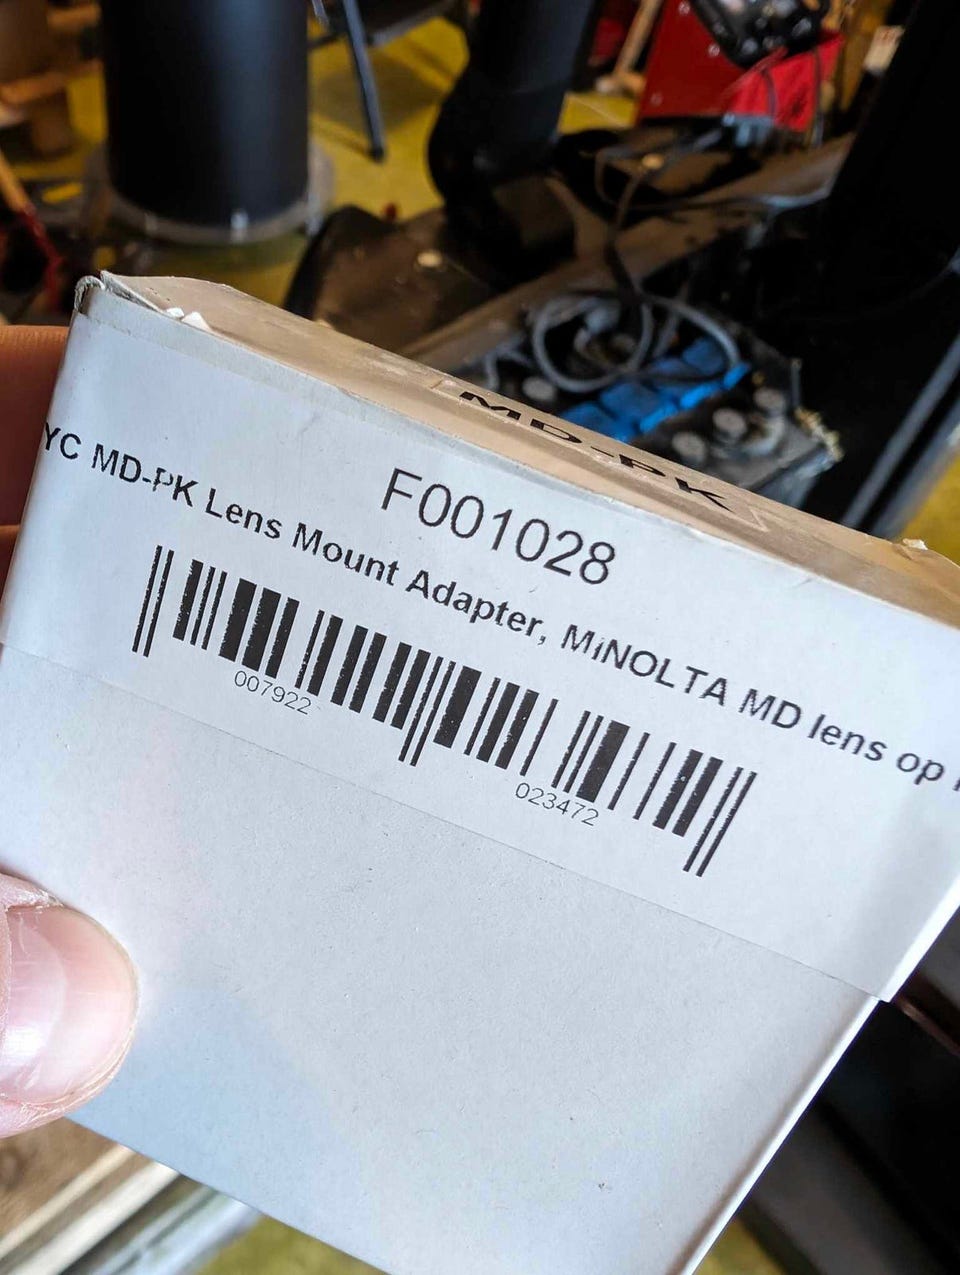 MD-PK
F001028
YC MD-PK Lens Mount Adapter, MiNOLTA MD lens op
007922 023472